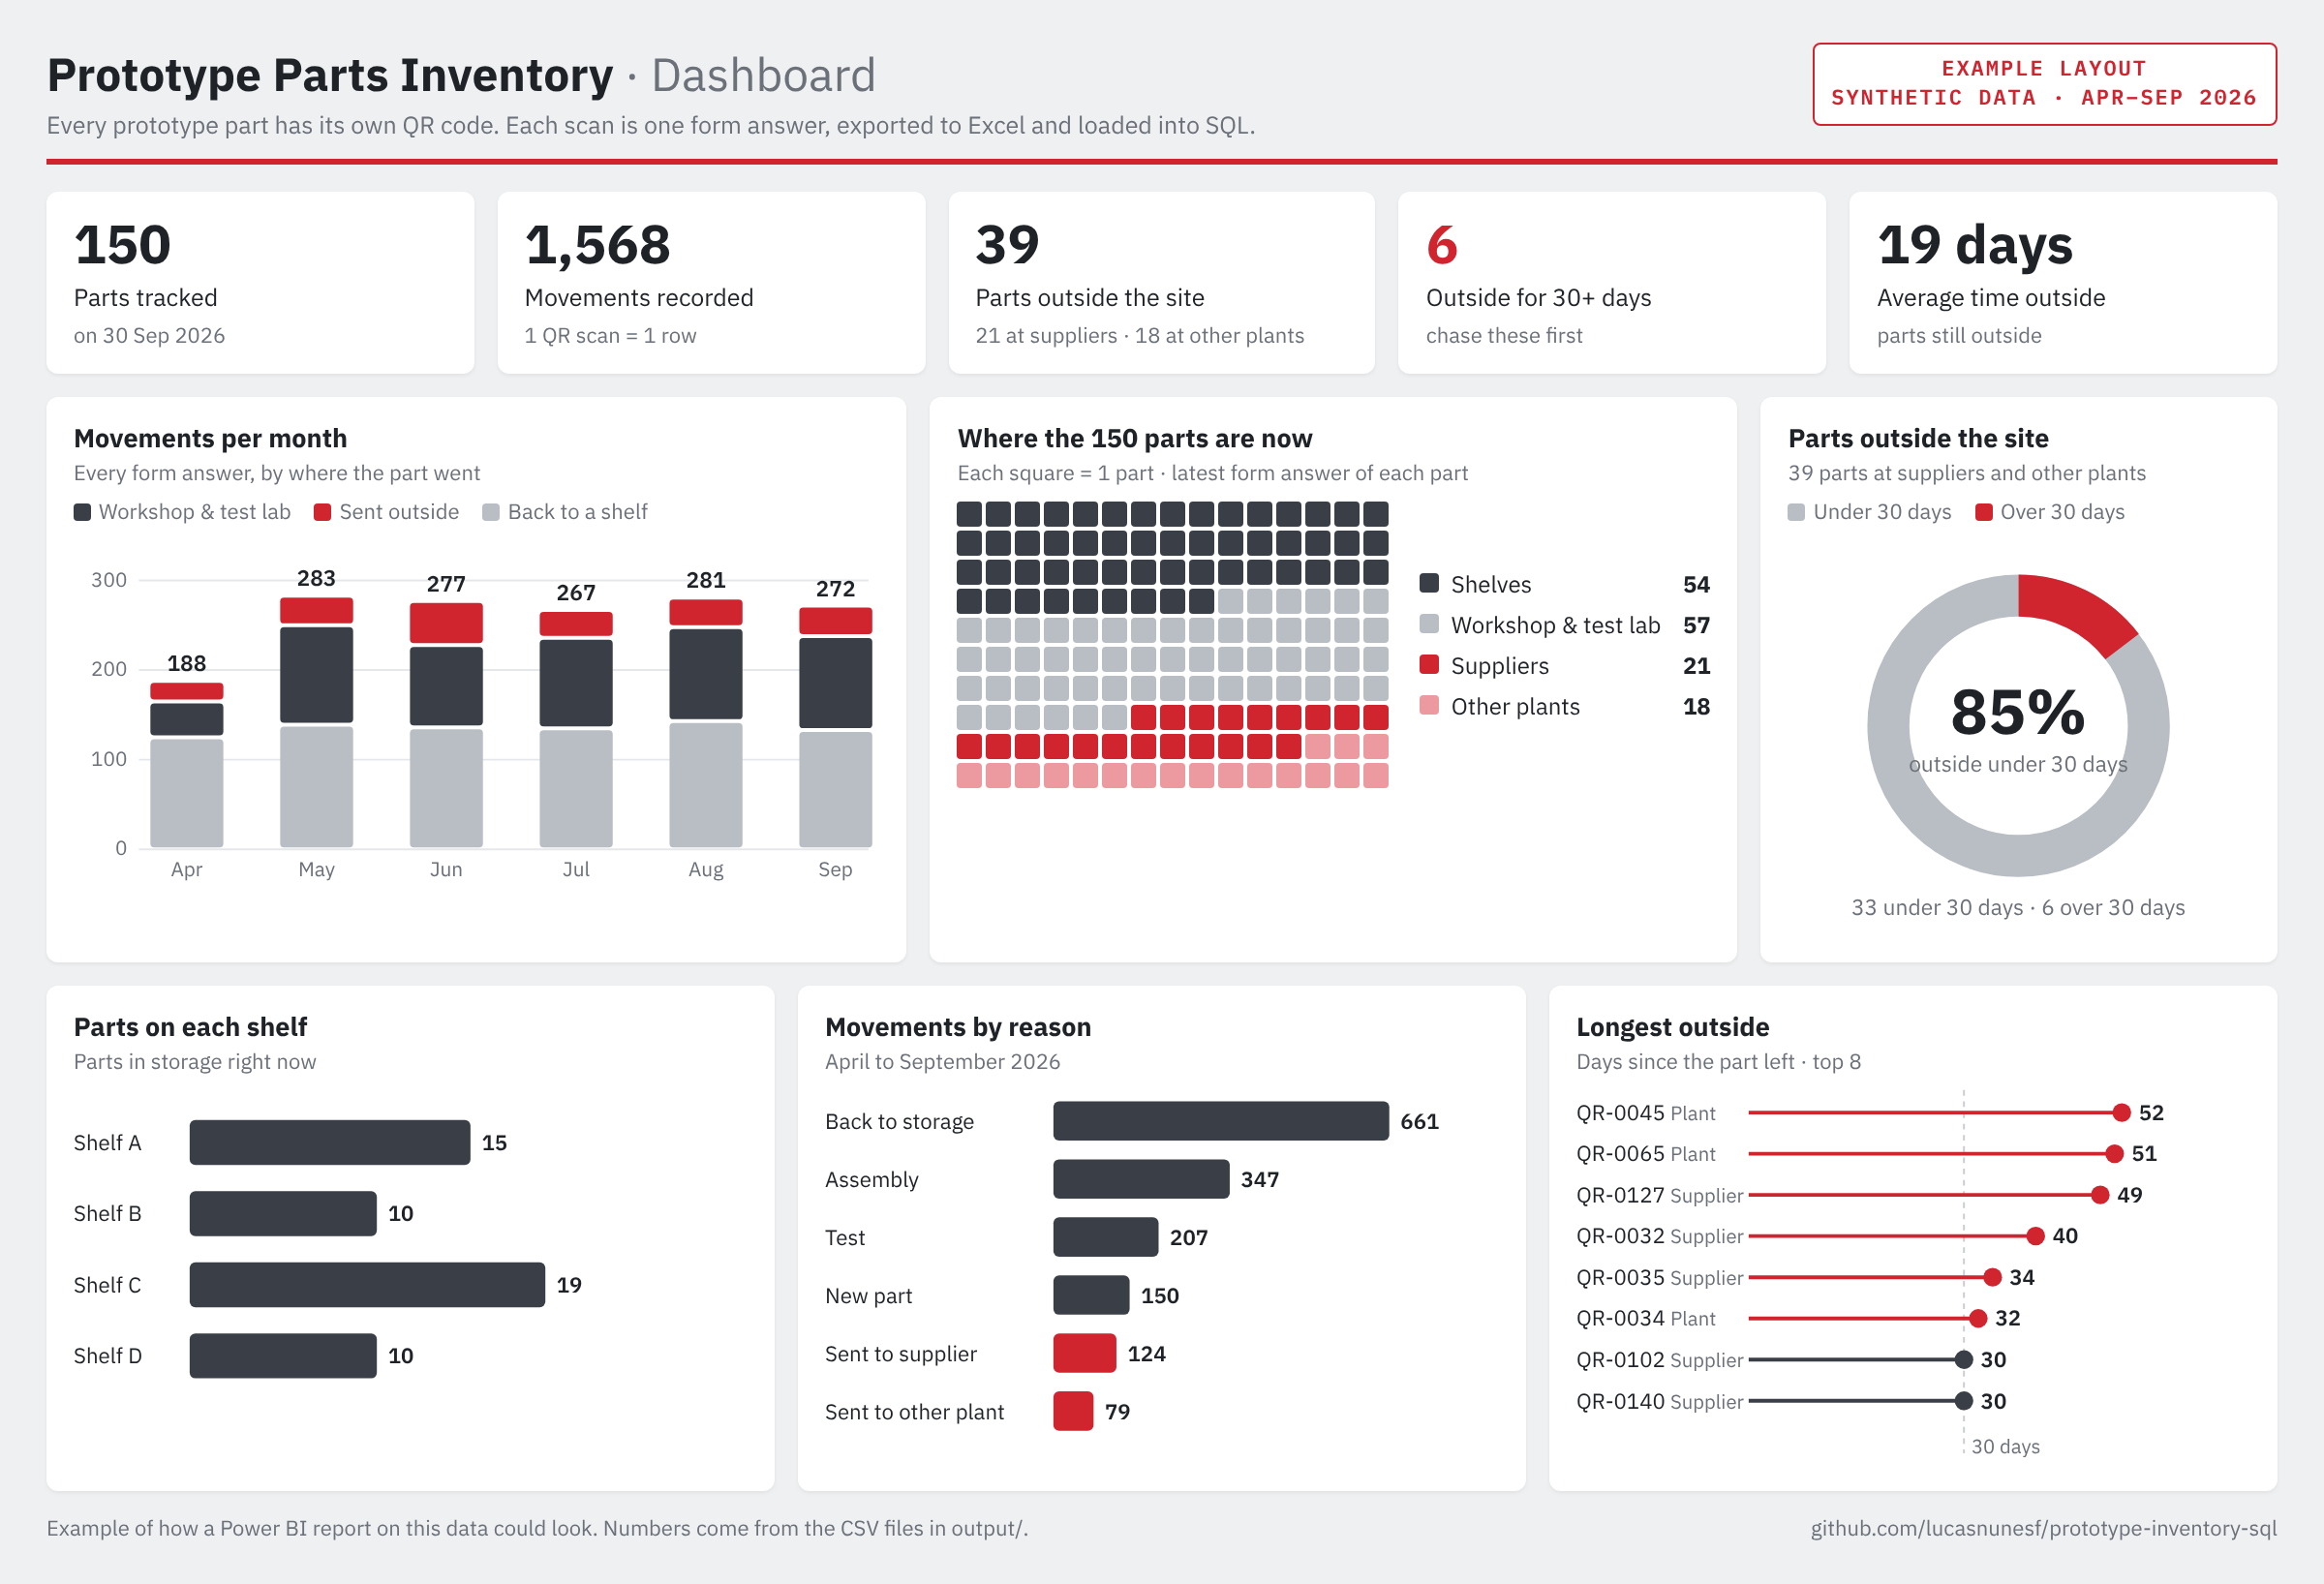 Prototype Parts Inventory · Dashboard
Every prototype part has its own QR code. Each scan is one form answer, exported to Excel and loaded into SQL.
EXAMPLE LAYOUT
SYNTHETIC DATA · APR–SEP 2026
150
Parts tracked
on 30 Sep 2026
1,568
Movements recorded
1 QR scan = 1 row
39
Parts outside the site
21 at suppliers · 18 at other plants
6
Outside for 30+ days
chase these first
19 days
Average time outside
parts still outside
Movements per month
Every form answer, by where the part went
Workshop & test lab Sent outside Back to a shelf
300
200
100
0
188
283
277
267
281
272
Apr May Jun Jul Aug Sep
Where the 150 parts are now
Each square = 1 part · latest form answer of each part
Shelves 54
Workshop & test lab 57
Suppliers 21
Other plants 18
Parts outside the site
39 parts at suppliers and other plants
Under 30 days Over 30 days
85%
outside under 30 days
33 under 30 days · 6 over 30 days
Parts on each shelf
Parts in storage right now
Shelf A 15
Shelf B 10
Shelf C 19
Shelf D 10
Movements by reason
April to September 2026
Back to storage 661
Assembly 347
Test 207
New part 150
Sent to supplier 124
Sent to other plant 79
Longest outside
Days since the part left · top 8
QR-0045 Plant 52
QR-0065 Plant 51
QR-0127 Supplier 49
QR-0032 Supplier 40
QR-0035 Supplier 34
QR-0034 Plant 32
QR-0102 Supplier 30
QR-0140 Supplier 30
30 days
Example of how a Power BI report on this data could look. Numbers come from the CSV files in output/.
github.com/lucasnunesf/prototype-inventory-sql